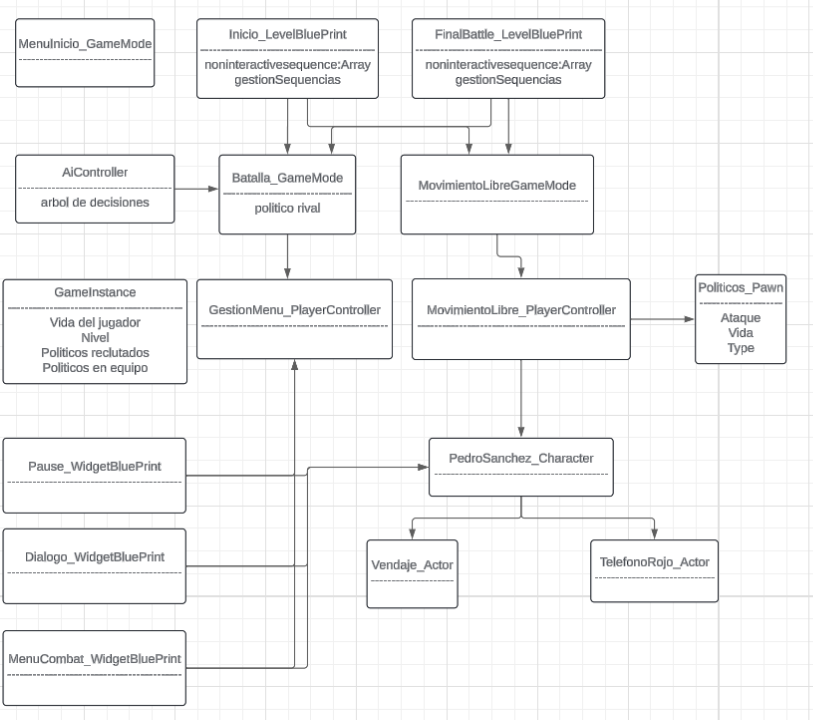 MenuInicio_GameMode
Inicio_LevelBluePrint
noninteractivesequence:Array
gestionSequencias
FinalBattle_LevelBluePrint
noninteractivesequence:Array
gestionSequencias
AiController
arbol de decisiones
Batalla_GameMode
politico rival
MovimientoLibreGameMode
GameInstance
Vida del jugador
Nivel
Politicos reclutados
Politicos en equipo
GestionMenu_PlayerController
MovimientoLibre_PlayerController
Politicos_Pawn
Ataque
Vida
Type
Pause_WidgetBluePrint
PedroSanchez_Character
Dialogo_WidgetBluePrint
Vendaje_Actor
TelefonoRojo_Actor
MenuCombat_WidgetBluePrint